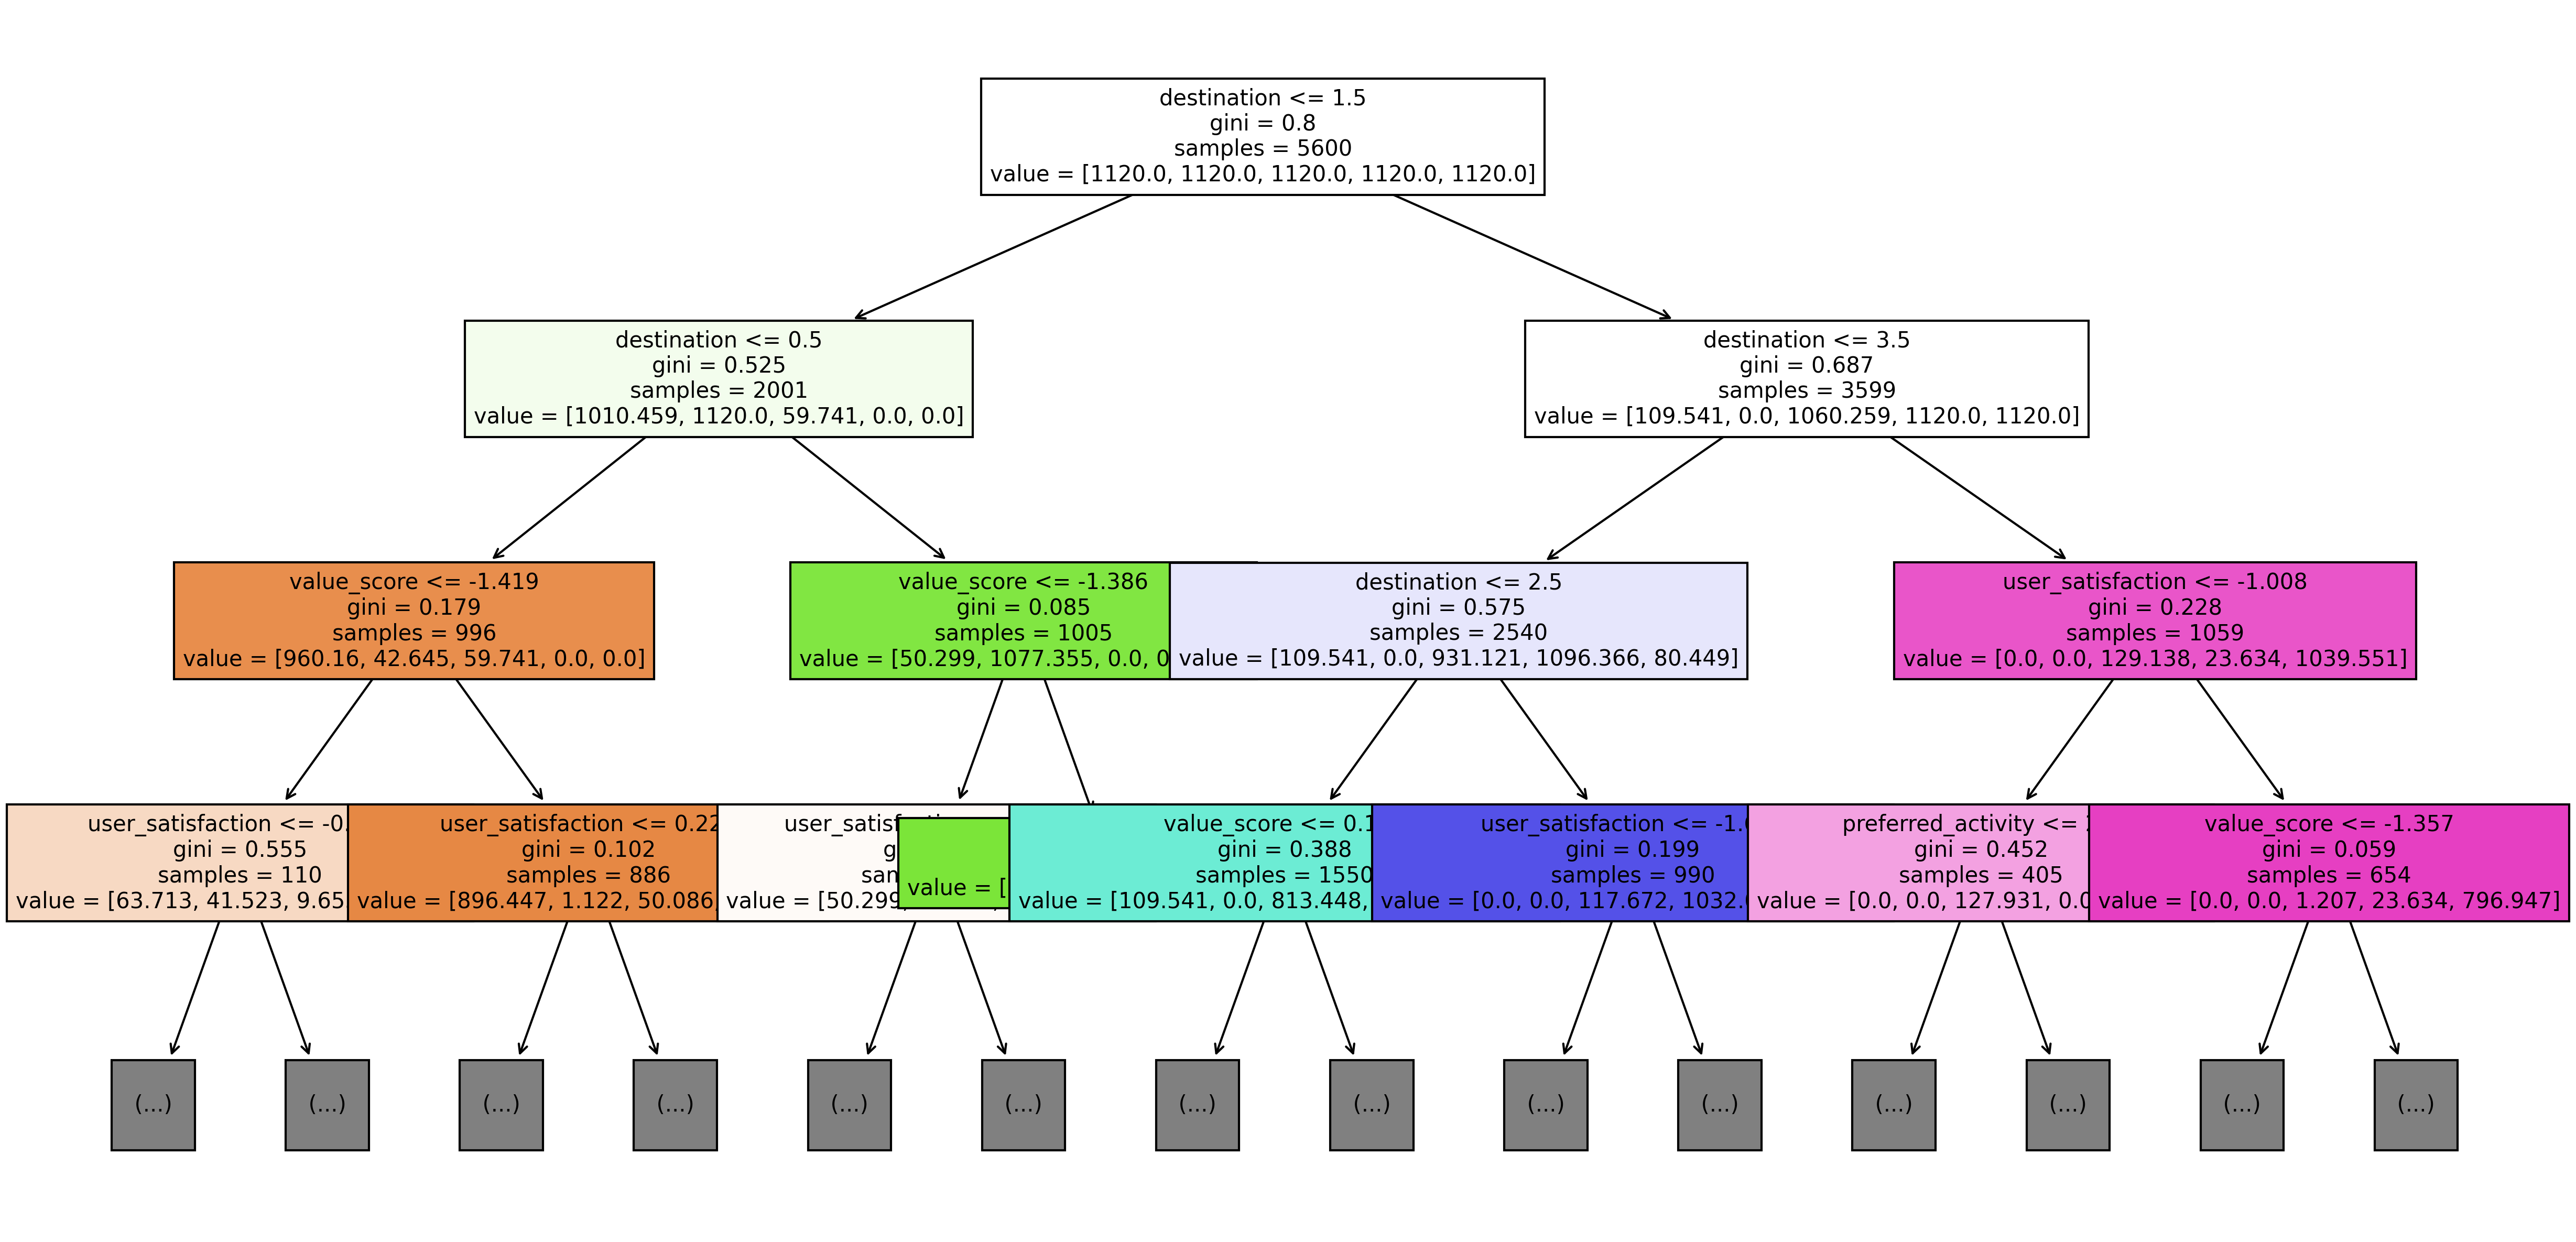 destination <= 1.5
gini = 0.8
samples = 5600
value = [1120.0, 1120.0, 1120.0, 1120.0, 1120.0]
destination <= 0.5
gini = 0.525
samples = 2001
value = [1010.459, 1120.0, 59.741, 0.0, 0.0]
destination <= 3.5
gini = 0.687
samples = 3599
value = [109.541, 0.0, 1060.259, 1120.0, 1120.0]
value_score <= -1.419
gini = 0.179
samples = 996
value = [960.16, 42.645, 59.741, 0.0, 0.0]
value_score <= -1.386
gini = 0.085
samples = 1005
value = [50.299, 1077.355, 0.0, 0
destination <= 2.5
gini = 0.575
samples = 2540
value = [109.541, 0.0, 931.121, 1096.366, 80.449]
user_satisfaction <= -1.008
gini = 0.228
samples = 1059
value = [0.0, 0.0, 129.138, 23.634, 1039.551]
user_satisfaction <= -0.
gini = 0.555
samples = 110
value = [63.713, 41.523, 9.65
user_satisfaction <= 0.22
gini = 0.102
samples = 886
value = [896.447, 1.122, 50.086,
value = [50.299
value = [
value_score <= 0.1
gini = 0.388
samples = 1550
value = [109.541, 0.0, 813.448,
user_satisfaction <= -1.
gini = 0.199
samples = 990
value = [0.0, 0.0, 117.672, 1032.
preferred_activity <=
gini = 0.452
samples = 405
value = [0.0, 0.0, 127.931, 0.0
value_score <= -1.357
gini = 0.059
samples = 654
value = [0.0, 0.0, 1.207, 23.634, 796.947]
(...)
(...)
(...)
(...)
(...)
(...)
(...)
(...)
(...)
(...)
(...)
(...)
(...)
(...)